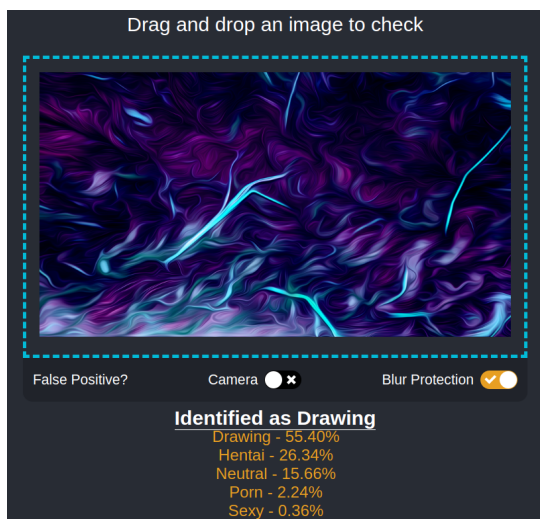 Drag and drop an image to check
False Positive? Camera Blur Protection
Identified as Drawing
Drawing - 55.40%
Hentai - 26.34%
Neutral - 15.66%
Porn - 2.24%
Sexy - 0.36%